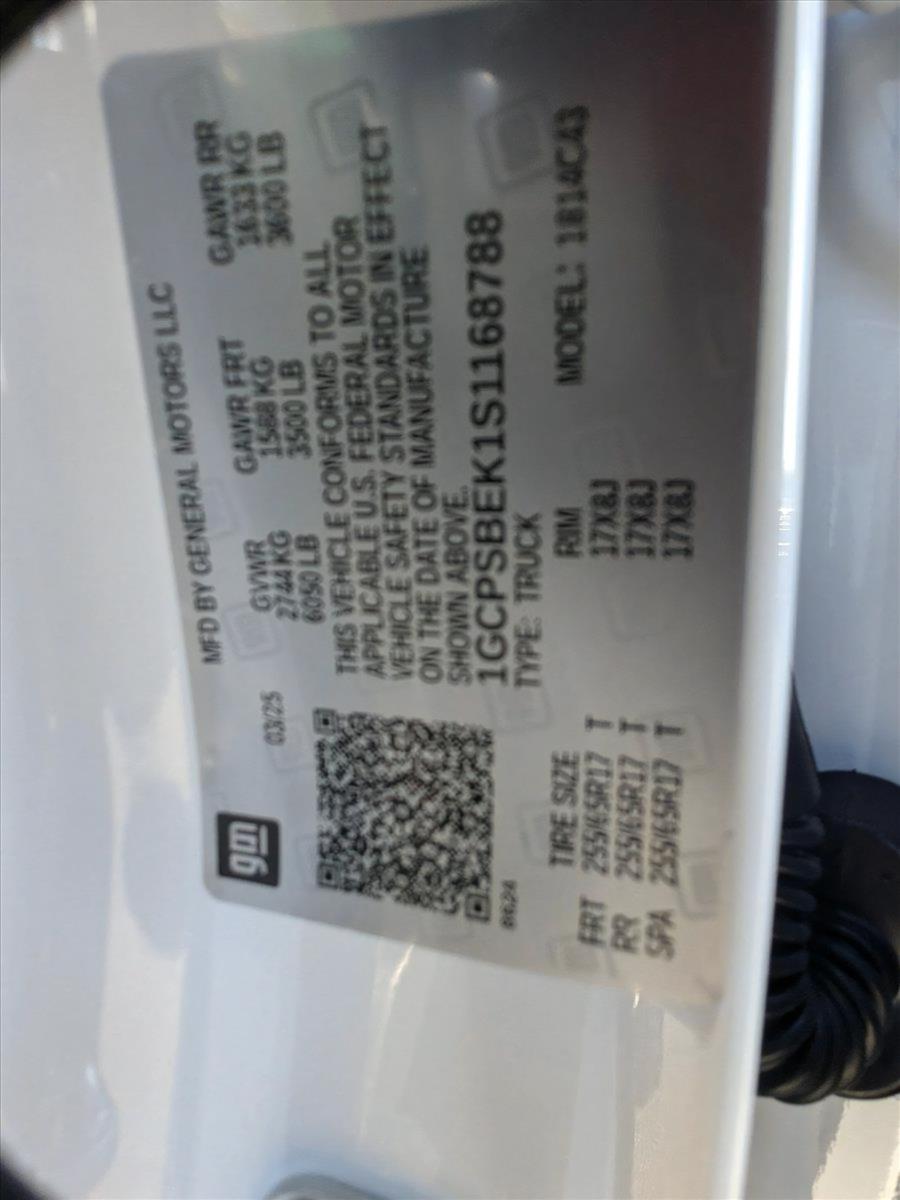 gm
MFD BY GENERAL MOTORS LLC
03/25
GVWR GAWR FRT GAWR RR
2744 KG 1588 KG 1633 KG
6050 LB 3500 LB 3600 LB
THIS VEHICLE CONFORMS TO ALL
APPLICABLE U.S. FEDERAL MOTOR
VEHICLE SAFETY STANDARDS IN EFFECT
ON THE DATE OF MANUFACTURE
SHOWN ABOVE.
1GCPSBEK1S1168788
TYPE: TRUCK
MODEL: 1B14C43
TIRE SIZE RIM
FRT 255/65R17 T 17X8J
RR 255/65R17 T 17X8J
SPA 255/65R17 T 17X8J